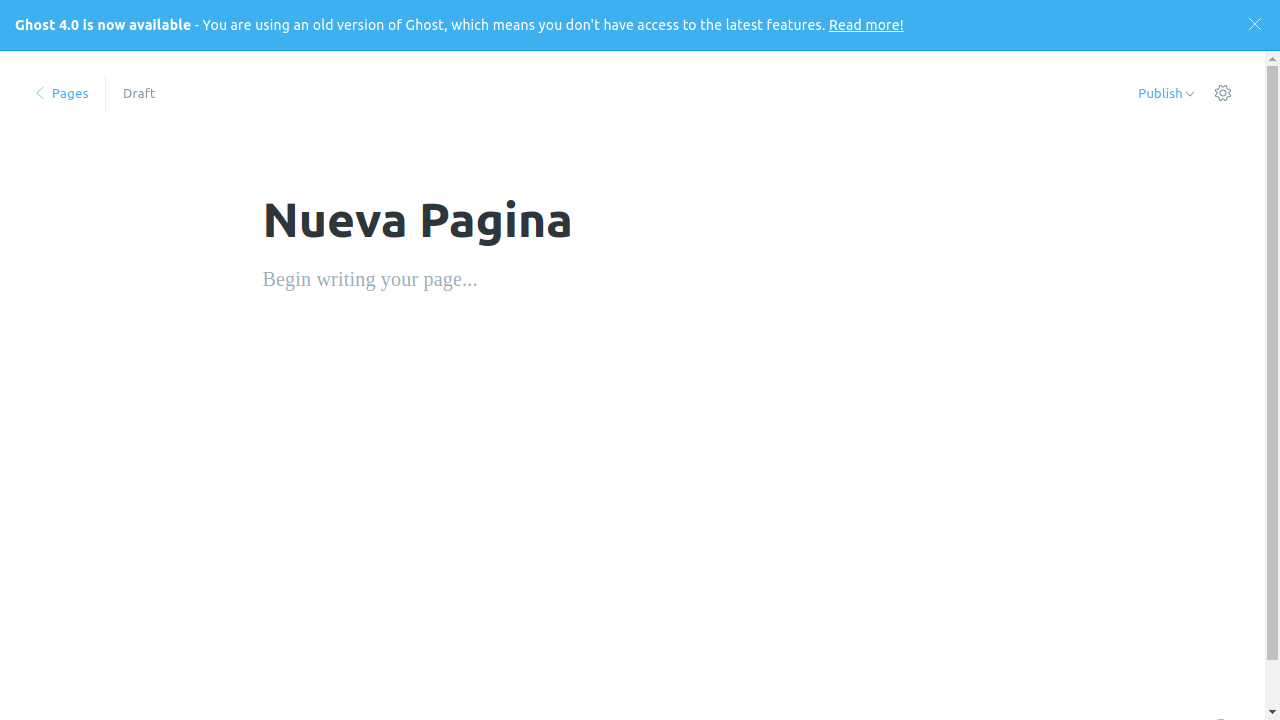 Ghost 4.0 is now available - You are using an old version of Ghost, which means you don't have access to the latest features. Read more!
Pages
Draft
Publish
Nueva Pagina
Begin writing your page...